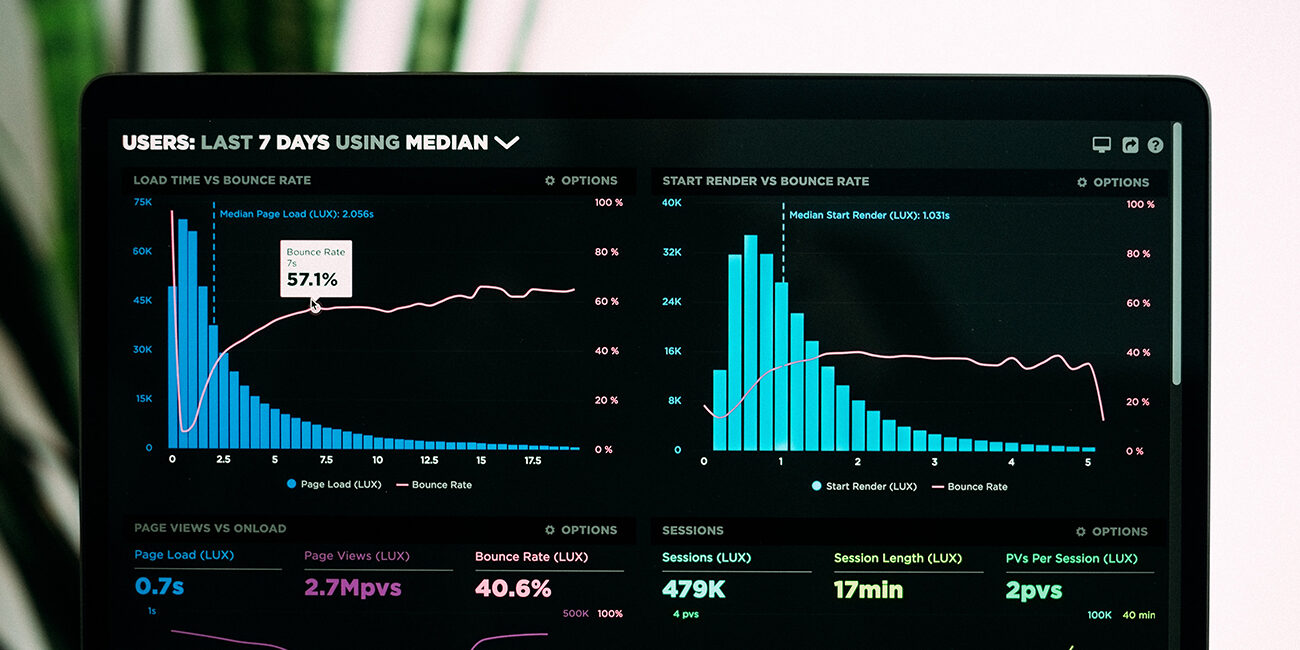 USERS: LAST 7 DAYS USING MEDIAN
LOAD TIME VS BOUNCE RATE
OPTIONS
75K
60K
45K
30K
15K
0
Median Page Load (LUX): 2.056s
Bounce Rate
7s
57.1%
100 %
80 %
60 %
40 %
20 %
0 %
0 2.5 5 7.5 10 12.5 15 17.5
Page Load (LUX) Bounce Rate
START RENDER VS BOUNCE RATE
OPTIONS
40K
32K
24K
16K
8K
0
Median Start Render (LUX): 1.031s
100 %
80 %
60 %
40 %
20 %
0 %
0 1 2 3 4 5
Start Render (LUX) Bounce Rate
PAGE VIEWS VS ONLOAD
OPTIONS
Page Load (LUX)
0.7s
1s
Page Views (LUX)
2.7Mpvs
Bounce Rate (LUX)
40.6%
500K 100%
SESSIONS
OPTIONS
Sessions (LUX)
479K
4 pvs
Session Length (LUX)
17min
PVs Per Session (LUX)
2pvs
100K 40 min